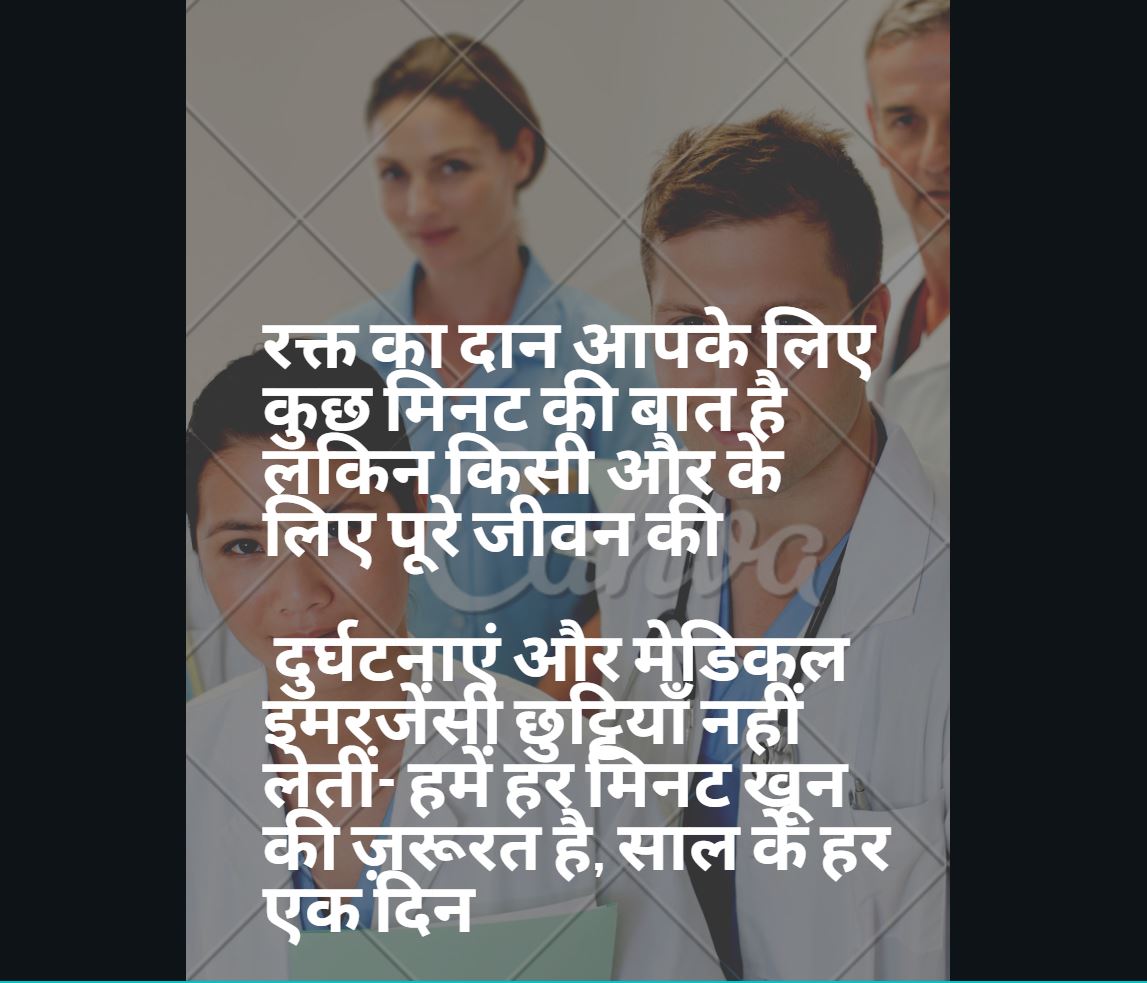 रक्त का दान आपके लिए
कुछ मिनट की बात है
लेकिन किसी और के
लिए पूरे जीवन की
दुर्घटनाएं और मेडिकल
इमरजेंसी छुट्टियाँ नहीं
लेतीं- हमें हर मिनट खून
की ज़रूरत है, साल के हर
एक दिन
Canva